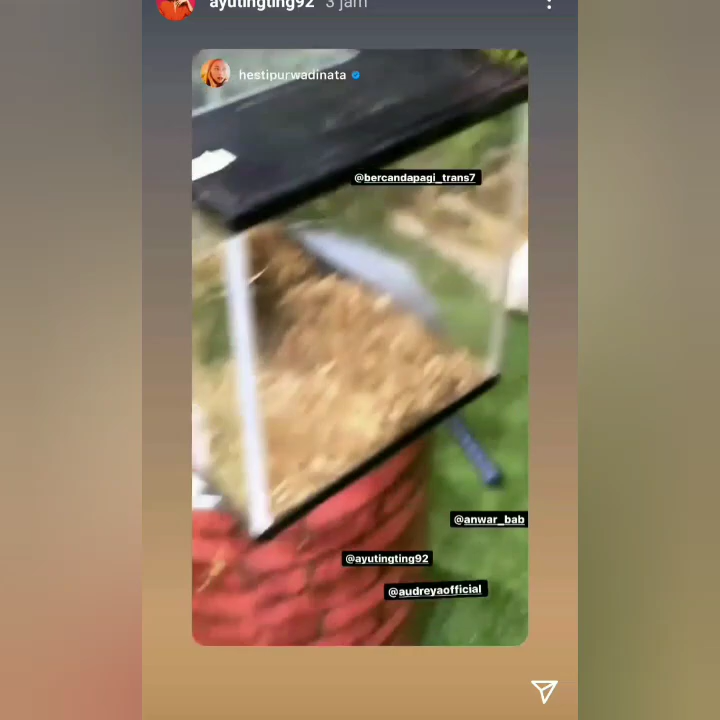 ayutingting92 3 jam
hestipurwadinata
@bercandapagi_trans7
@anwar_bab
@ayutingting92
@audreyaofficial